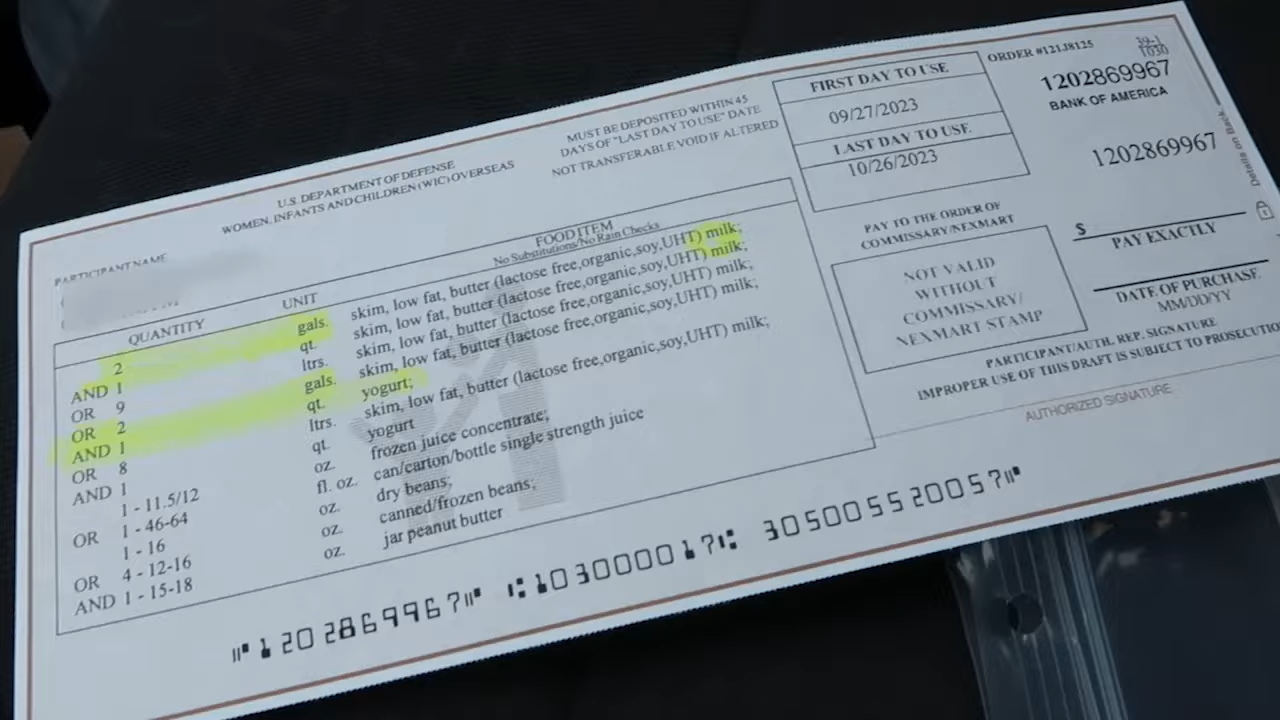 U.S. DEPARTMENT OF DEFENSE
WOMEN, INFANTS AND CHILDREN (WIC) OVERSEAS
MUST BE DEPOSITED WITHIN 45
DAYS OF "LAST DAY TO USE" DATE
NOT TRANSFERABLE VOID IF ALTERED
FIRST DAY TO USE
09/27/2023
LAST DAY TO USE
10/26/2023
ORDER #121J8125
39-1
1030
1202869967
BANK OF AMERICA
1202869967
Details on Back.
PARTICIPANT NAME
QUANTITY UNIT FOOD ITEM
No Substitutions/No Rain Checks
2 gals. skim, low fat, butter (lactose free,organic,soy,UHT) milk;
AND 1 qt. skim, low fat, butter (lactose free,organic,soy,UHT) milk;
OR 9 ltrs. skim, low fat, butter (lactose free,organic,soy,UHT) milk;
OR 2 gals. skim, low fat, butter (lactose free,organic,soy,UHT) milk;
AND 1 qt. yogurt;
OR 8 ltrs. skim, low fat, butter (lactose free,organic,soy,UHT) milk;
AND 1 qt. yogurt
1 - 11.5/12 oz. frozen juice concentrate;
OR 1 - 46-64 fl. oz. can/carton/bottle single strength juice
1 - 16 oz. dry beans;
OR 4 - 12-16 oz. canned/frozen beans;
AND 1 - 15-18 oz. jar peanut butter
PAY TO THE ORDER OF
COMMISSARY/NEXMART
NOT VALID
WITHOUT
COMMISSARY/
NEXMART STAMP
$
PAY EXACTLY
DATE OF PURCHASE
MM/DD/YY
PARTICIPANT/AUTH. REP. SIGNATURE
IMPROPER USE OF THIS DRAFT IS SUBJECT TO PROSECUTIO
AUTHORIZED SIGNATURE
⑈1202869967⑈ ⑆103000017⑆ 305005520057⑈